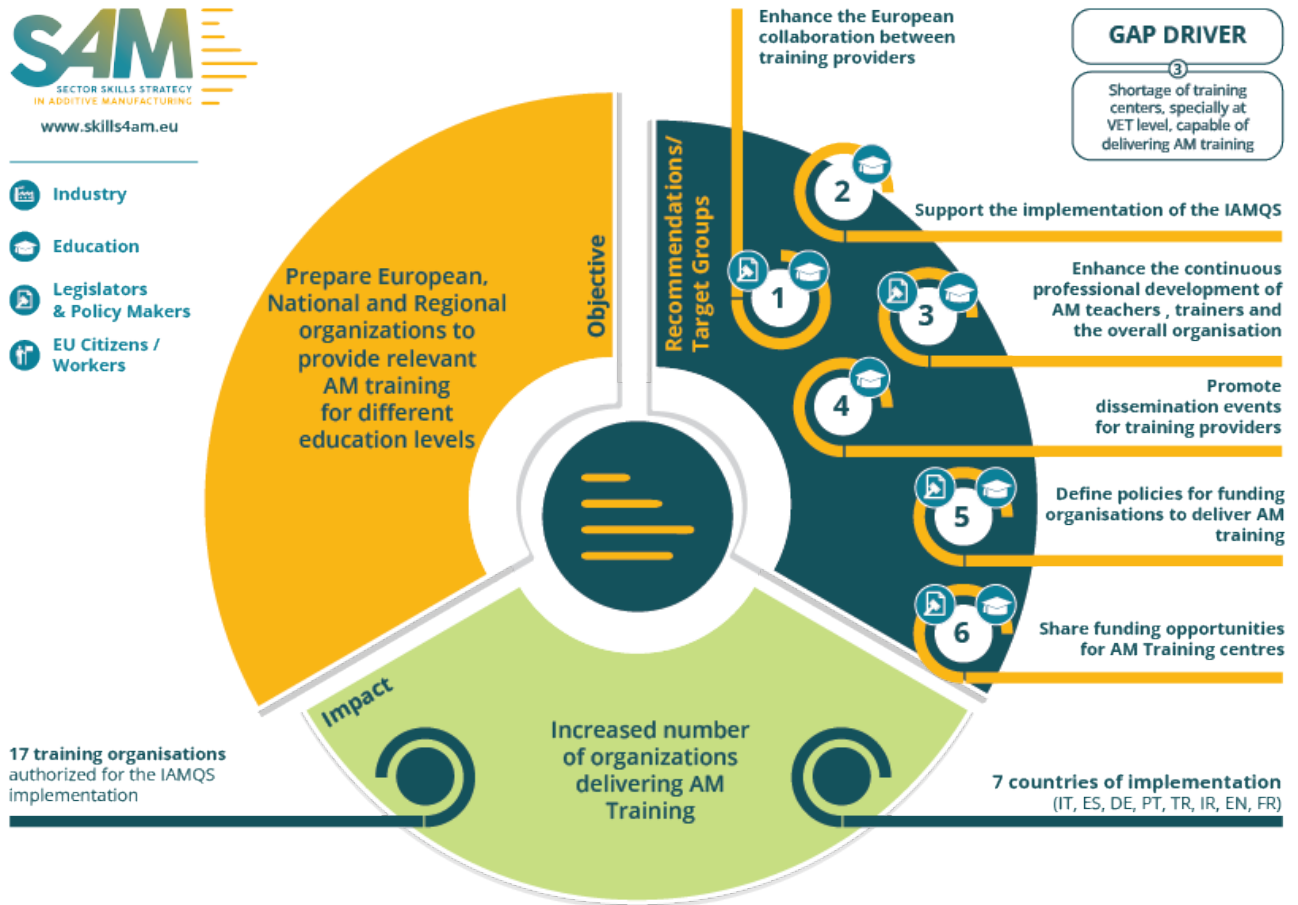 SAM
SECTOR SKILLS STRATEGY
IN ADDITIVE MANUFACTURING
www.skills4am.eu
Industry
Education
Legislators
& Policy Makers
EU Citizens /
Workers
Objective
Prepare European,
National and Regional
organizations to
provide relevant
AM training
for different
education levels
Recommendations/
Target Groups
GAP DRIVER
3
Shortage of training
centers, specially at
VET level, capable of
delivering AM training
1
Enhance the European
collaboration between
training providers
2
Support the implementation of the IAMQS
3
Enhance the continuous
professional development of
AM teachers , trainers and
the overall organisation
4
Promote
dissemination events
for training providers
5
Define policies for funding
organisations to deliver AM
training
6
Share funding opportunities
for AM Training centres
Impact
Increased number
of organizations
delivering AM
Training
17 training organisations
authorized for the IAMQS
implementation
7 countries of implementation
(IT, ES, DE, PT, TR, IR, EN, FR)